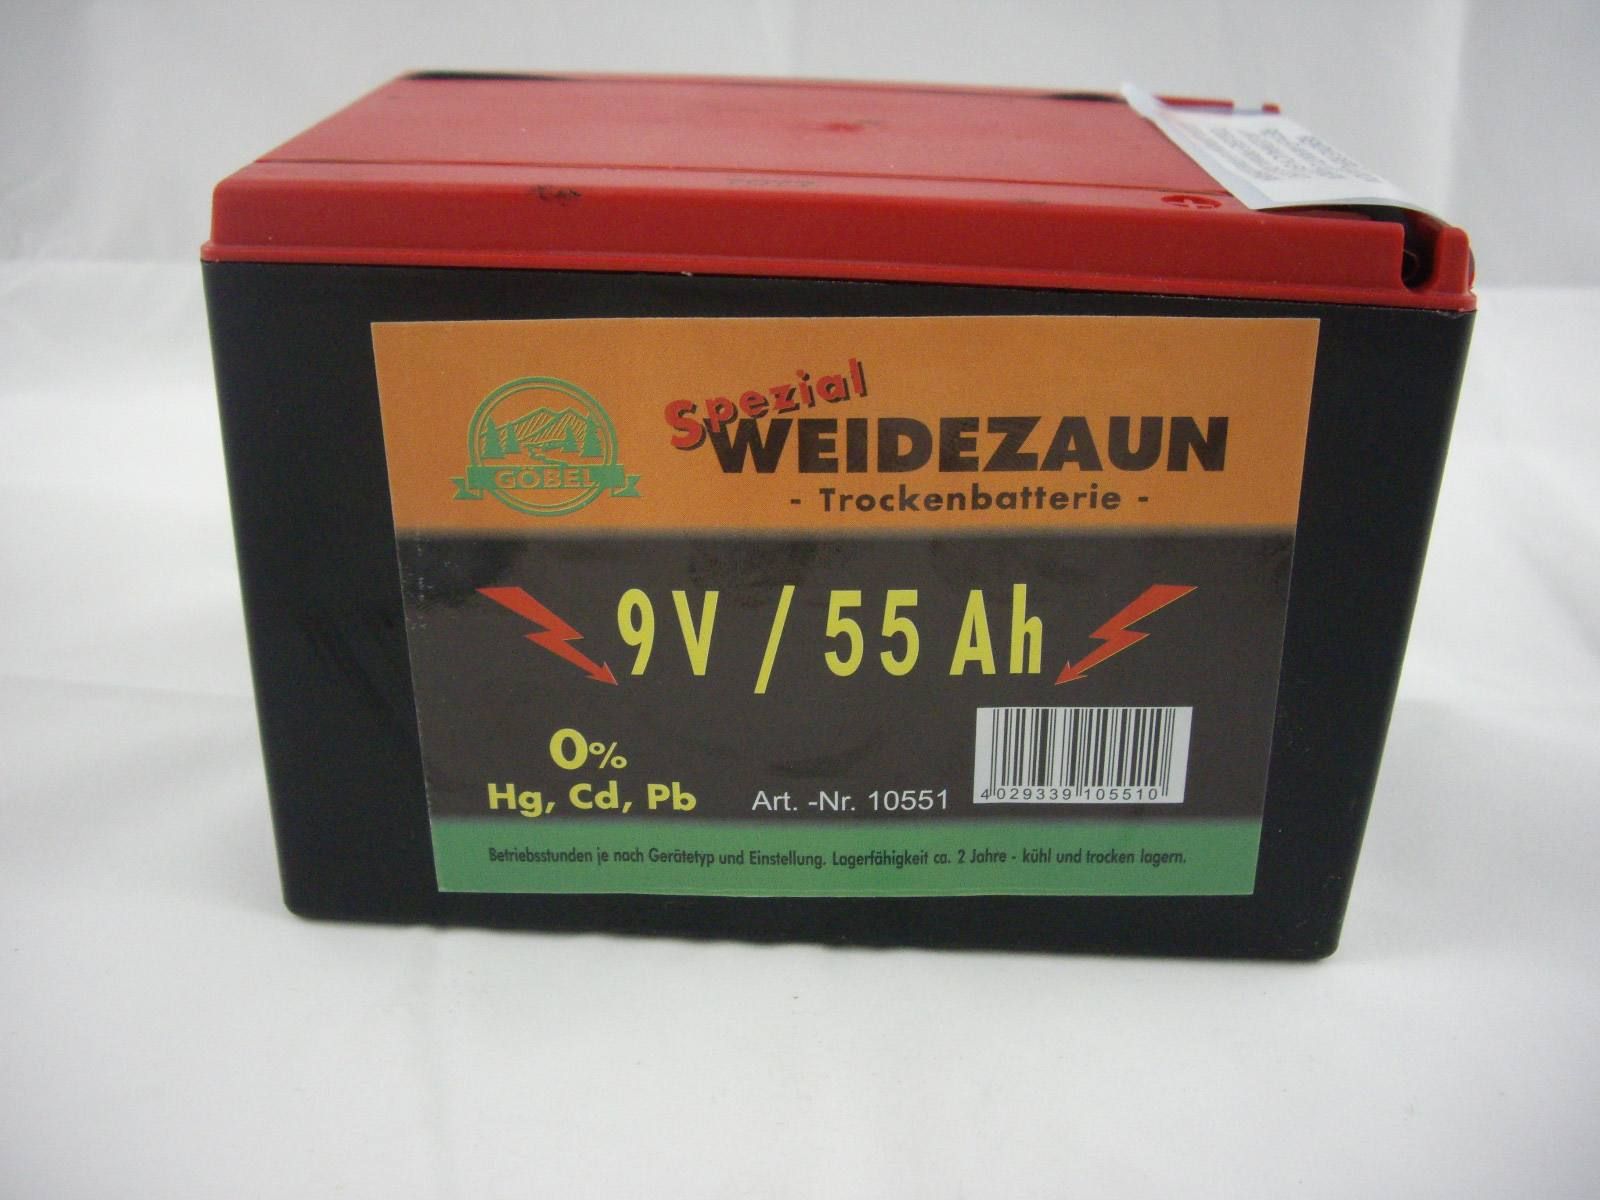 Spezial
WEIDEZAUN
- Trockenbatterie -
GÖBEL
9V / 55 Ah
0%
Hg, Cd, Pb
Art. -Nr. 10551
4 029339 105510
Betriebsstunden je nach Gerätetyp und Einstellung. Lagerfähigkeit ca. 2 Jahre - kühl und trocken lagern.